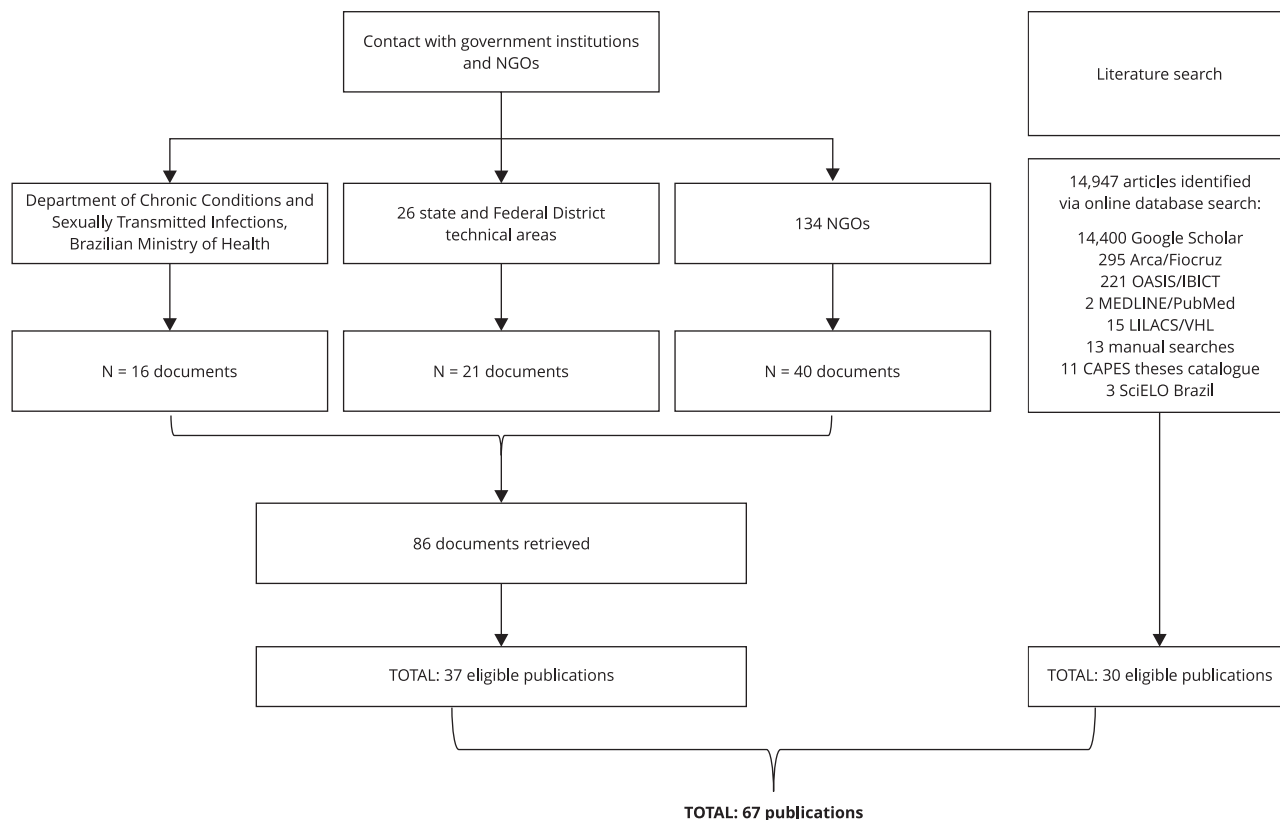 Contact with government institutions
and NGOs
Literature search
Department of Chronic Conditions and
Sexually Transmitted Infections,
Brazilian Ministry of Health
26 state and Federal District
technical areas
134 NGOs
14,947 articles identified
via online database search:
14,400 Google Scholar
295 Arca/Fiocruz
221 OASIS/IBICT
2 MEDLINE/PubMed
15 LILACS/VHL
13 manual searches
11 CAPES theses catalogue
3 SciELO Brazil
N = 16 documents
N = 21 documents
N = 40 documents
86 documents retrieved
TOTAL: 37 eligible publications
TOTAL: 30 eligible publications
TOTAL: 67 publications